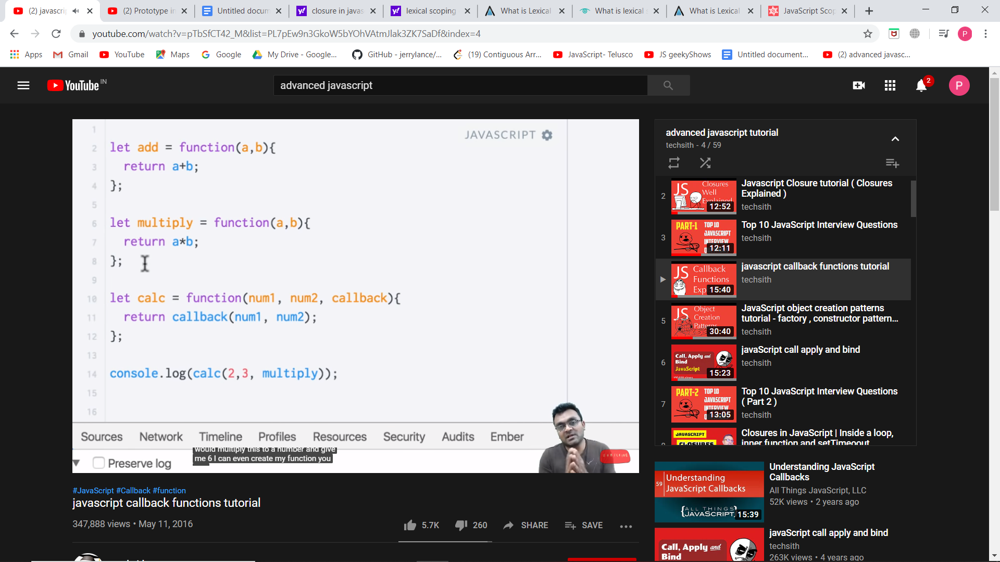 (2) javascri
(2) Prototype in
Untitled docum
closure in javas
lexical scoping
What is Lexical
What is lexical s
What is Lexical
JavaScript Scop
youtube.com/watch?v=pTbSfCT42_M&list=PL7pEw9n3GkoW5bYOhVAtmJlak3ZK7SaDf&index=4
P
Apps
Gmail
YouTube
Maps
Google
My Drive - Google...
GitHub - jerrylance/...
(19) Contiguous Arr...
JavaScript- Telusco
JS geekyShows
Untitled document...
(2) advanced javasc...
YouTube IN
advanced javascript
2
P
JAVASCRIPT
1
2 let add = function(a,b){
3 return a+b;
4 };
5
6 let multiply = function(a,b){
7 return a*b;
8 };
9
10 let calc = function(num1, num2, callback){
11 return callback(num1, num2);
12 };
13
14 console.log(calc(2,3, multiply));
15
16
Sources Network Timeline Profiles Resources Security Audits Ember
would multiply this to a number and give
me 6 I can even create my function you
Preserve log
SUBSCRIBE
#JavaScript #Callback #function
javascript callback functions tutorial
347,888 views • May 11, 2016
5.7K
260
SHARE
SAVE
advanced javascript tutorial
techsith - 4 / 59
2
JS Closures Well Explained
12:52
Javascript Closure tutorial ( Closures
Explained )
techsith
3
PART-1 TOP 10 JAVASCRIPT INTERVIEW
12:11
Top 10 JavaScript Interview Questions
techsith
JS Callback Functions Exp
15:40
javascript callback functions tutorial
techsith
5
JS Object Creation Patterns
30:40
JavaScript object creation patterns
tutorial - factory , constructor pattern...
techsith
6
Call, Apply and Bind JavaScript
15:23
javaScript call apply and bind
techsith
7
PART-2 TOP 10 JAVASCRIPT INTERVIEW
13:05
Top 10 JavaScript Interview Questions
( Part 2 )
techsith
JAVASCRIPT
CLOSURES
Closures in JavaScript | Inside a loop,
inner function and setTimeout
59
Understanding
JavaScript Callbacks
{ALL THINGS
JAVASCRIPT,
15:39
Understanding JavaScript
Callbacks
All Things JavaScript, LLC
52K views • 2 years ago
Call, Apply and
Bind
javaScript call apply and bind
techsith
263K views • 4 years ago